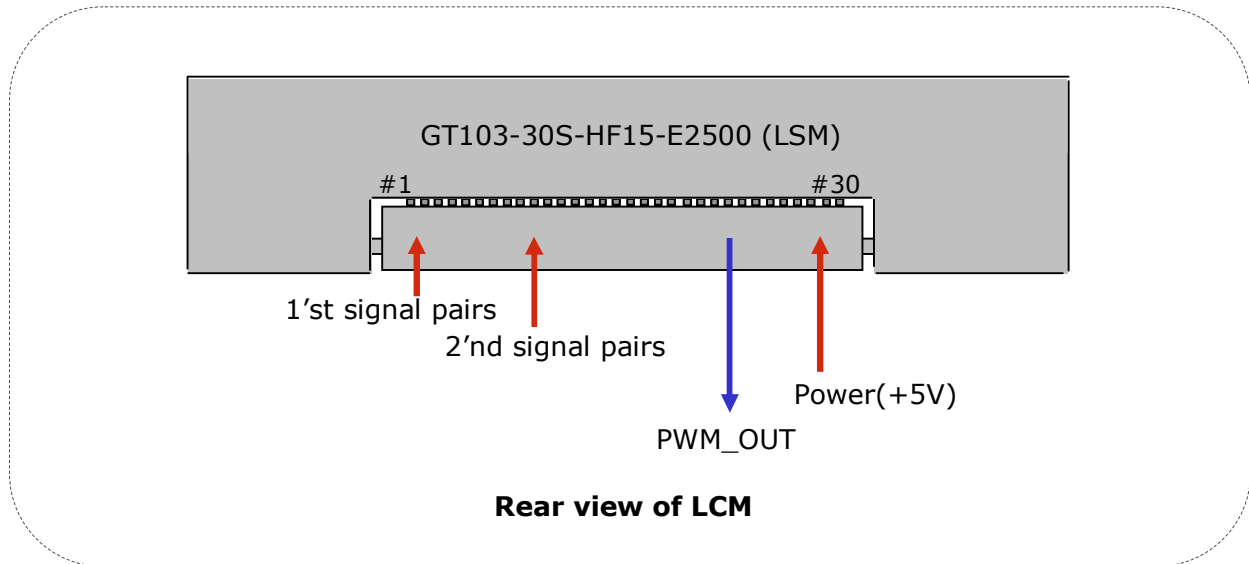 GT103-30S-HF15-E2500 (LSM)
#1 #30
1’st signal pairs
2’nd signal pairs
Power(+5V)
PWM_OUT
Rear view of LCM